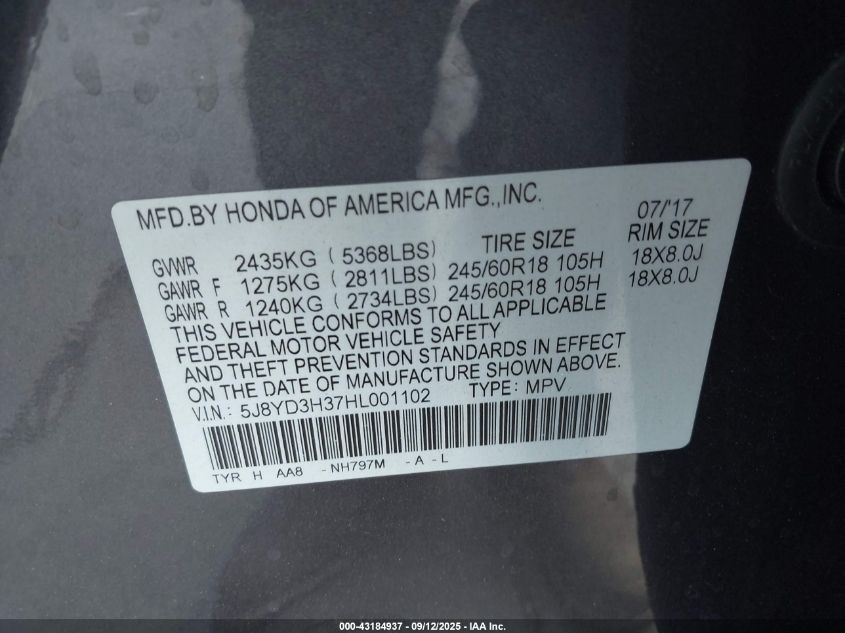 MFD.BY HONDA OF AMERICA MFG.,INC. 07/'17
TIRE SIZE RIM SIZE
GVWR 2435KG ( 5368LBS)
GAWR F 1275KG ( 2811LBS) 245/60R18 105H 18X8.0J
GAWR R 1240KG ( 2734LBS) 245/60R18 105H 18X8.0J
THIS VEHICLE CONFORMS TO ALL APPLICABLE
FEDERAL MOTOR VEHICLE SAFETY
AND THEFT PREVENTION STANDARDS IN EFFECT
ON THE DATE OF MANUFACTURE SHOWN ABOVE.
V.I.N.: 5J8YD3H37HL001102 TYPE: MPV
TYR H AA8 -NH797M -A-L
000-43184937 - 09/12/2025 - IAA Inc.